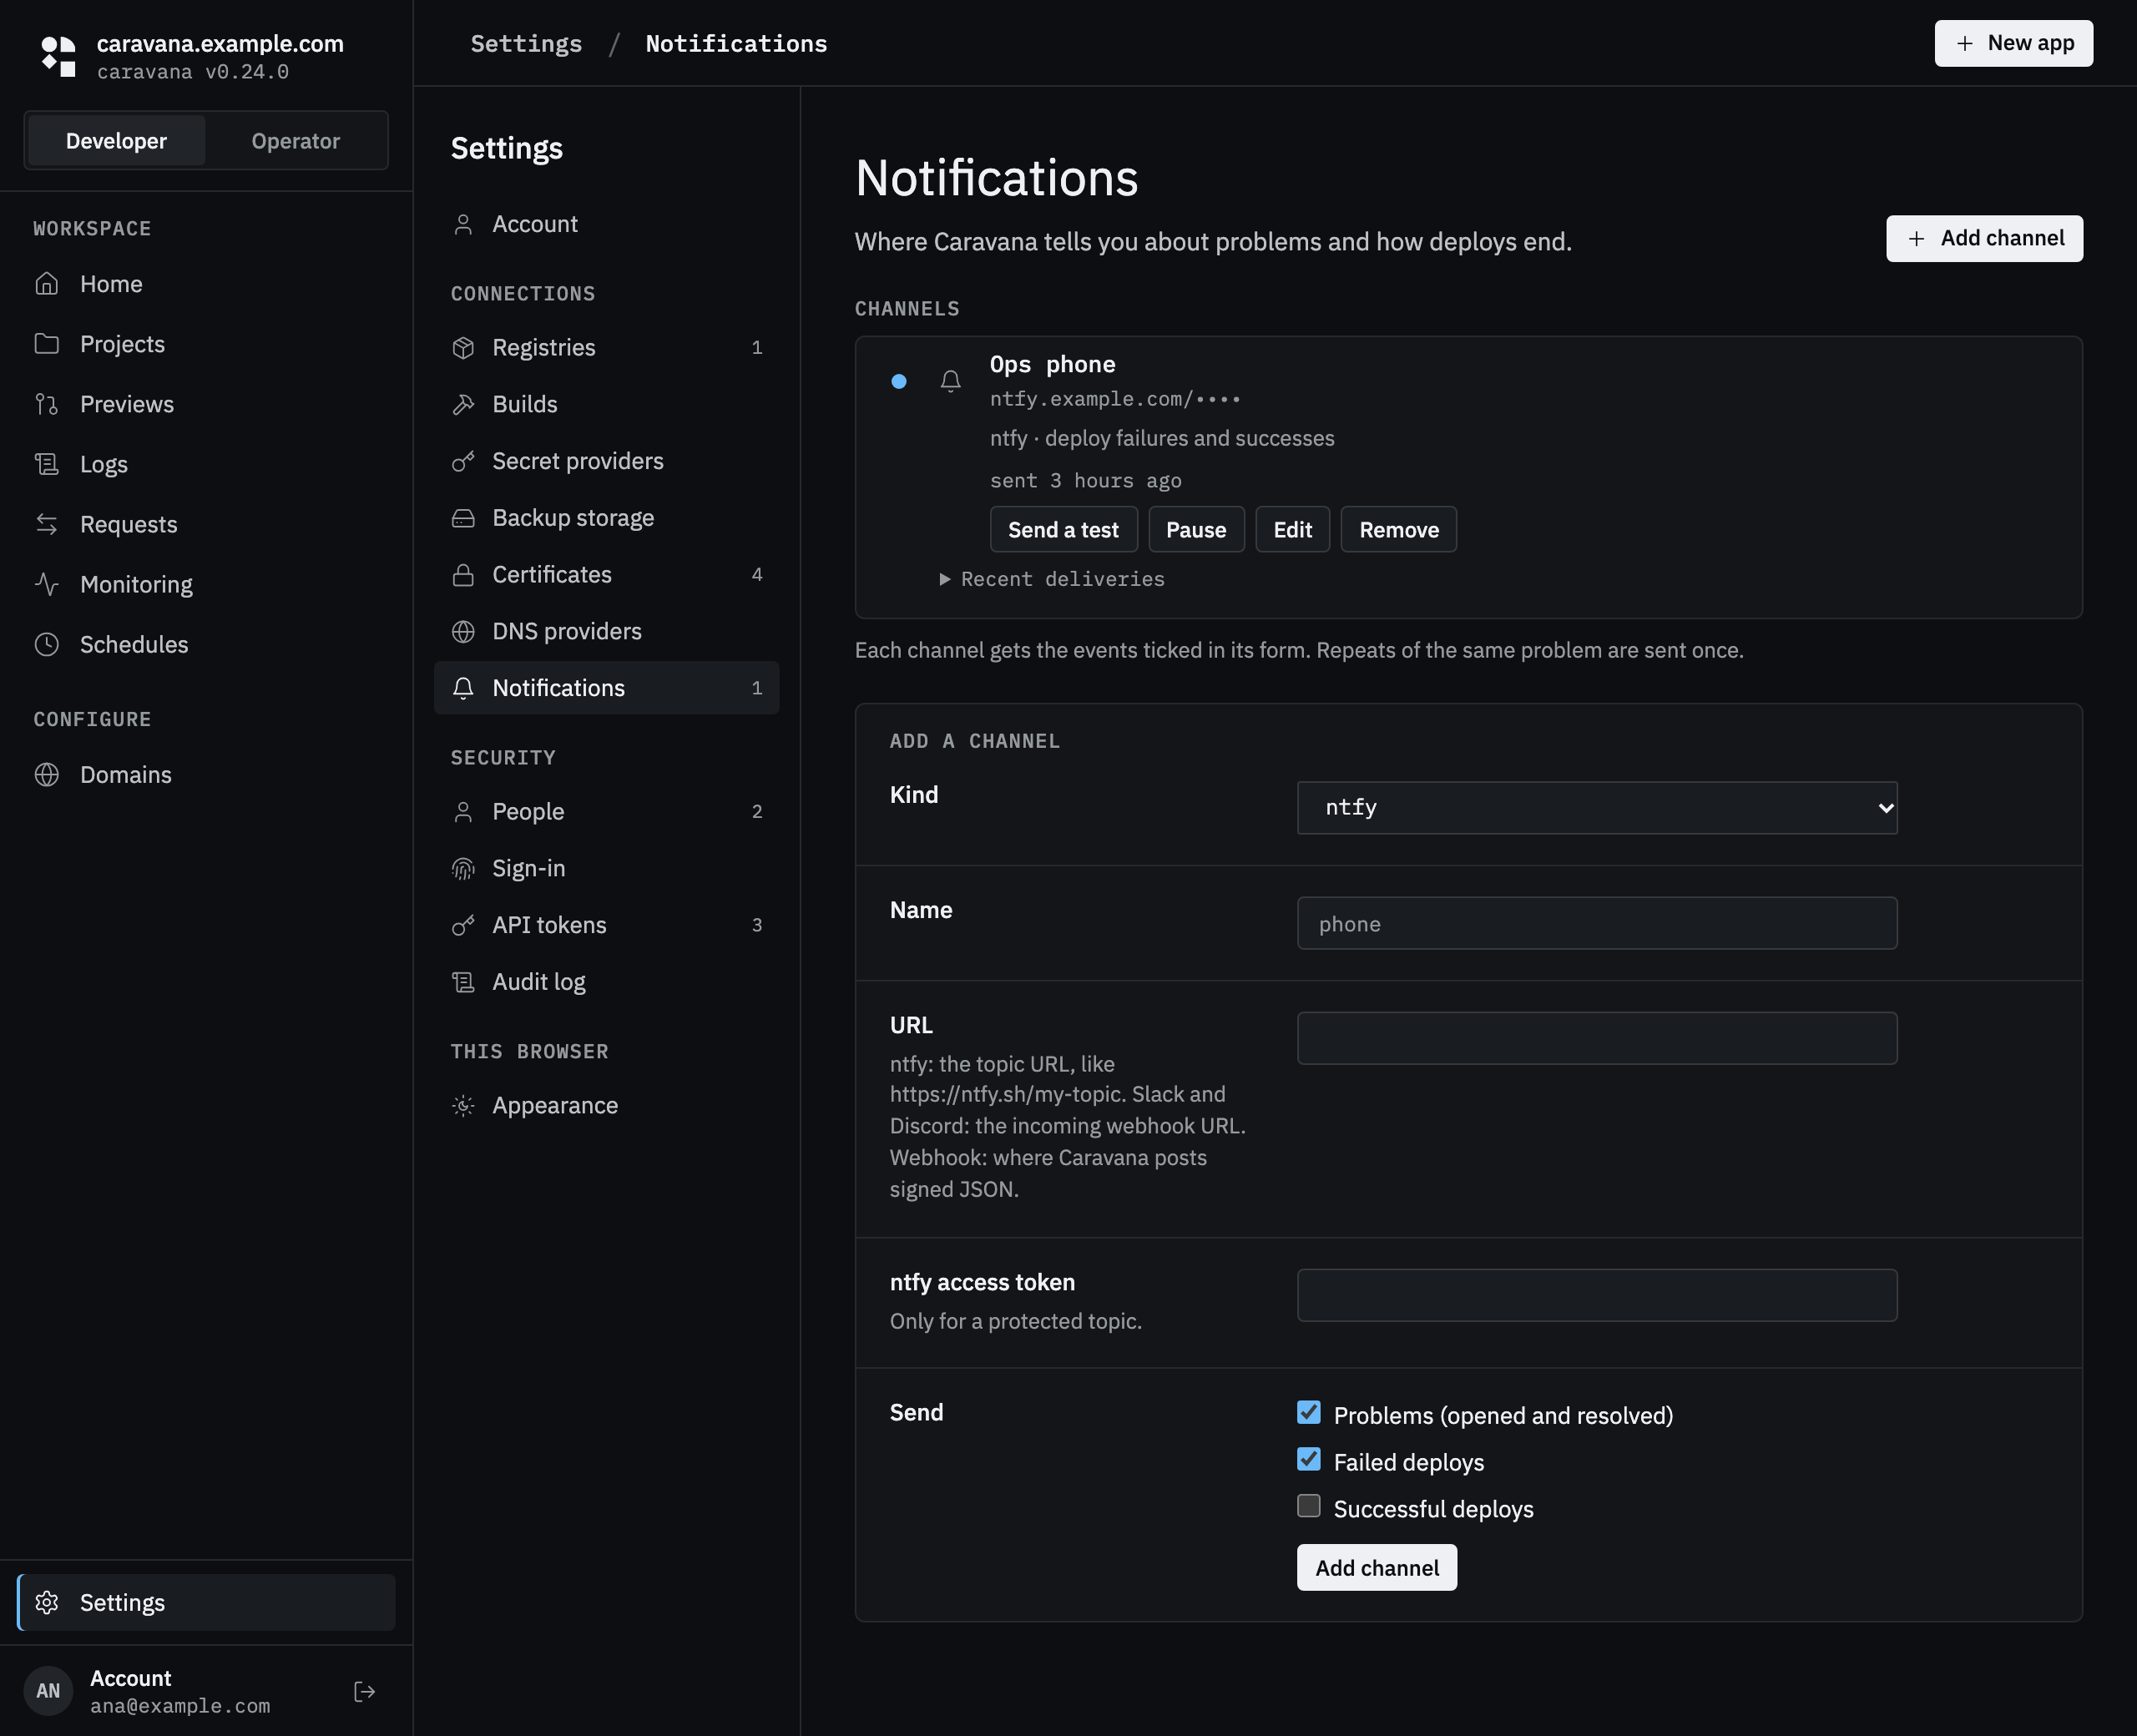 caravana.example.com
caravana v0.24.0
Developer
Operator
WORKSPACE
Home
Projects
Previews
Logs
Requests
Monitoring
Schedules
CONFIGURE
Domains
Settings
AN
Account
ana@example.com
Settings / Notifications
+ New app
Settings
Account
CONNECTIONS
Registries 1
Builds
Secret providers
Backup storage
Certificates 4
DNS providers
Notifications 1
SECURITY
People 2
Sign-in
API tokens 3
Audit log
THIS BROWSER
Appearance
Notifications
Where Caravana tells you about problems and how deploys end.
+ Add channel
CHANNELS
Ops phone
ntfy.example.com/••••
ntfy · deploy failures and successes
sent 3 hours ago
Send a test
Pause
Edit
Remove
Recent deliveries
Each channel gets the events ticked in its form. Repeats of the same problem are sent once.
ADD A CHANNEL
Kind
ntfy
Name
phone
URL
ntfy: the topic URL, like
https://ntfy.sh/my-topic. Slack and
Discord: the incoming webhook URL.
Webhook: where Caravana posts
signed JSON.
ntfy access token
Only for a protected topic.
Send
Problems (opened and resolved)
Failed deploys
Successful deploys
Add channel